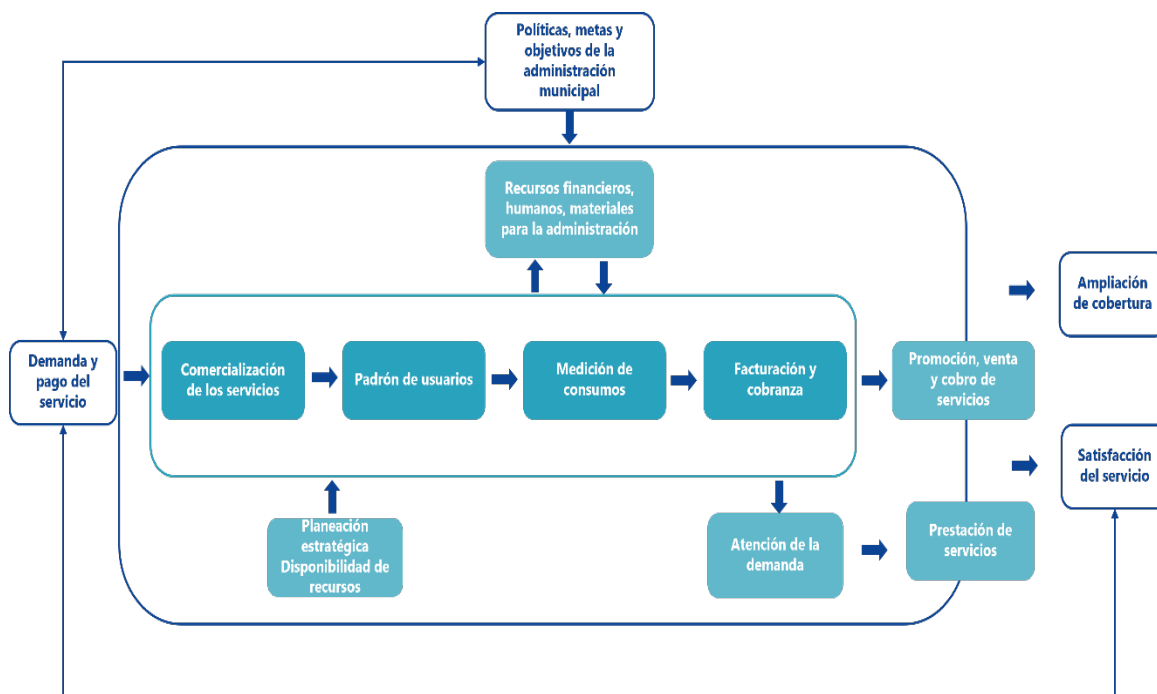 Políticas, metas y
objetivos de la
administración
municipal
Recursos financieros,
humanos, materiales
para la administración
Ampliación
de cobertura
Demanda y
pago del
servicio
Comercialización
de los servicios
Padrón de usuarios
Medición de
consumos
Facturación y
cobranza
Promoción, venta
y cobro de
servicios
Satisfacción
del servicio
Planeación
estratégica
Disponibilidad de
recursos
Atención de la
demanda
Prestación de
servicios